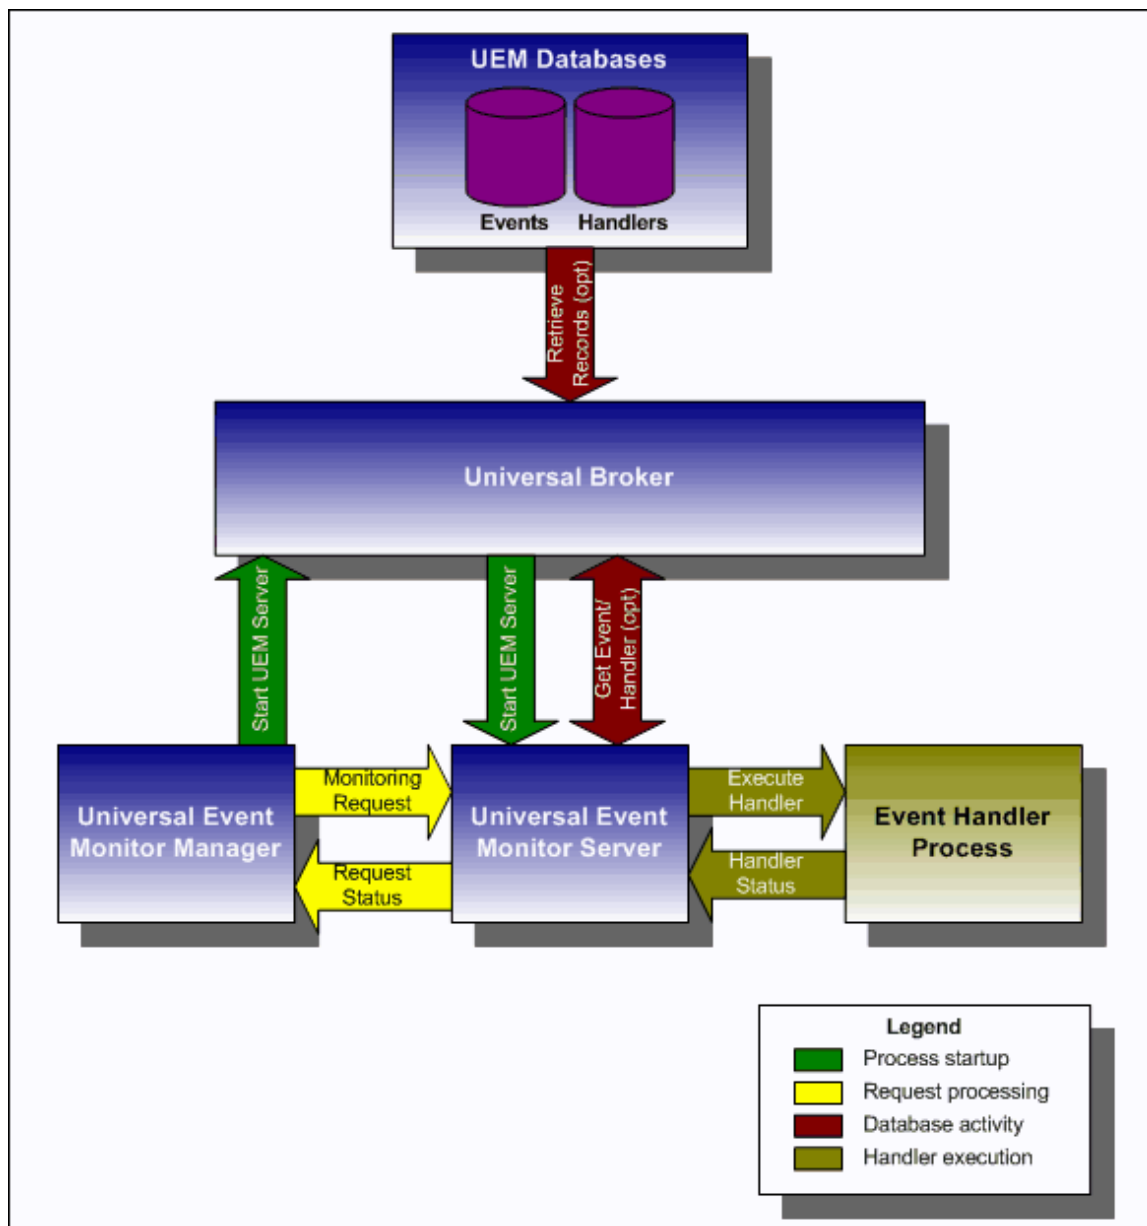 UEM Databases
Events
Handlers
Retrieve
Records (opt)
Universal Broker
Start UEM Server
Start UEM Server
Get Event/
Handler (opt)
Universal Event
Monitor Manager
Monitoring
Request
Request
Status
Universal Event
Monitor Server
Execute
Handler
Handler
Status
Event Handler
Process
Legend
Process startup
Request processing
Database activity
Handler execution